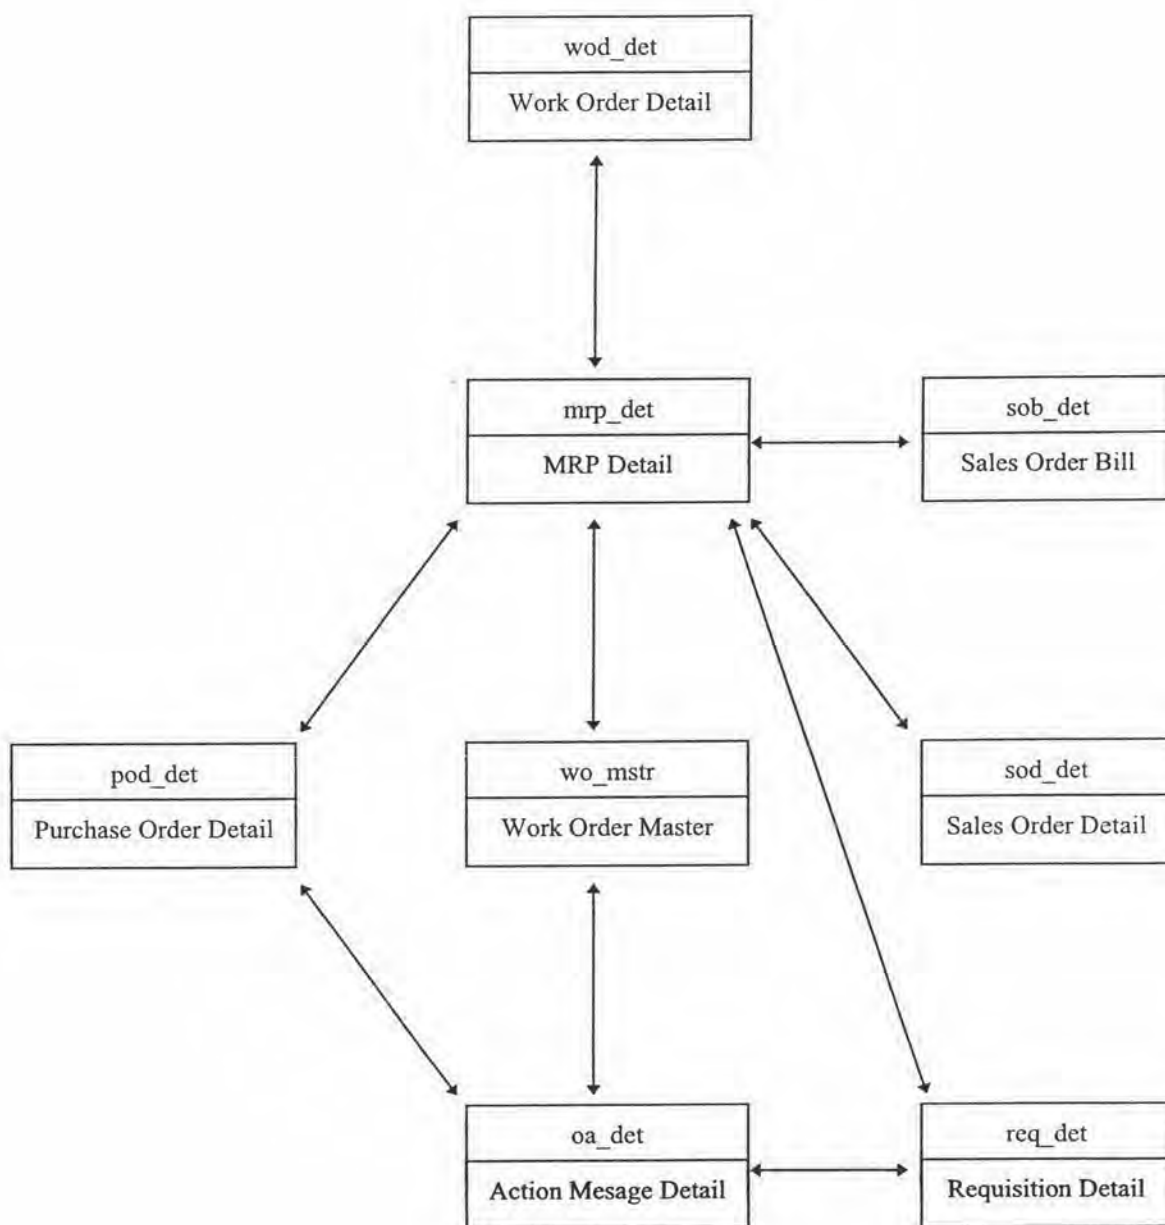 wod_det
Work Order Detail
mrp_det
MRP Detail
sob_det
Sales Order Bill
pod_det
Purchase Order Detail
wo_mstr
Work Order Master
sod_det
Sales Order Detail
oa_det
Action Mesage Detail
req_det
Requisition Detail